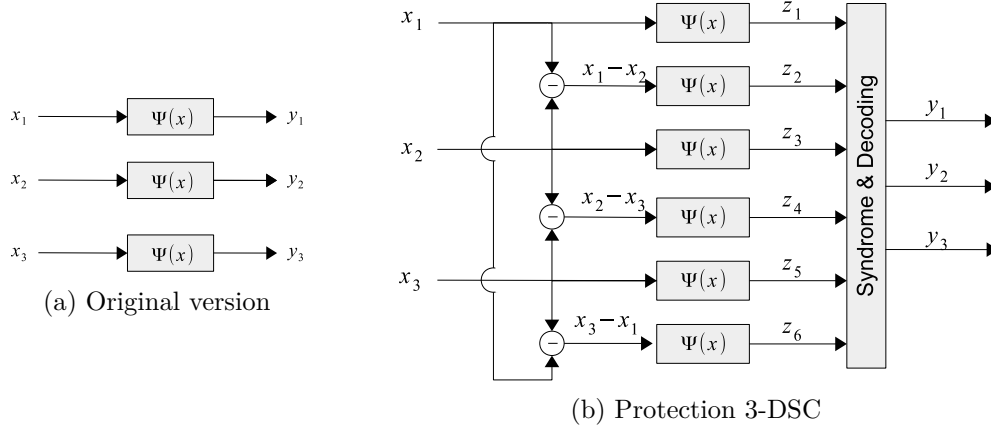 x₁ Ψ(x) y₁
x₂ Ψ(x) y₂
x₃ Ψ(x) y₃
(a) Original version
x₁ Ψ(x) z₁
− x₁−x₂ Ψ(x) z₂
x₂ Ψ(x) z₃
− x₂−x₃ Ψ(x) z₄
x₃ Ψ(x) z₅
− x₃−x₁ Ψ(x) z₆
Syndrome & Decoding
y₁
y₂
y₃
(b) Protection 3-DSC